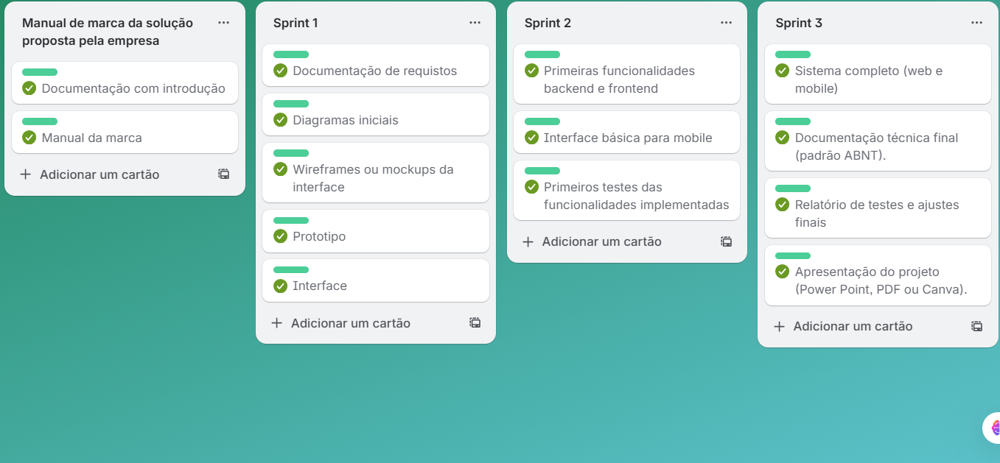 Manual de marca da solução
proposta pela empresa
Documentação com introdução
Manual da marca
Adicionar um cartão
Sprint 1
Documentação de requistos
Diagramas iniciais
Wireframes ou mockups da
interface
Prototipo
Interface
Adicionar um cartão
Sprint 2
Primeiras funcionalidades
backend e frontend
Interface básica para mobile
Primeiros testes das
funcionalidades implementadas
Adicionar um cartão
Sprint 3
Sistema completo (web e
mobile)
Documentação técnica final
(padrão ABNT).
Relatório de testes e ajustes
finais
Apresentação do projeto
(Power Point, PDF ou Canva).
Adicionar um cartão